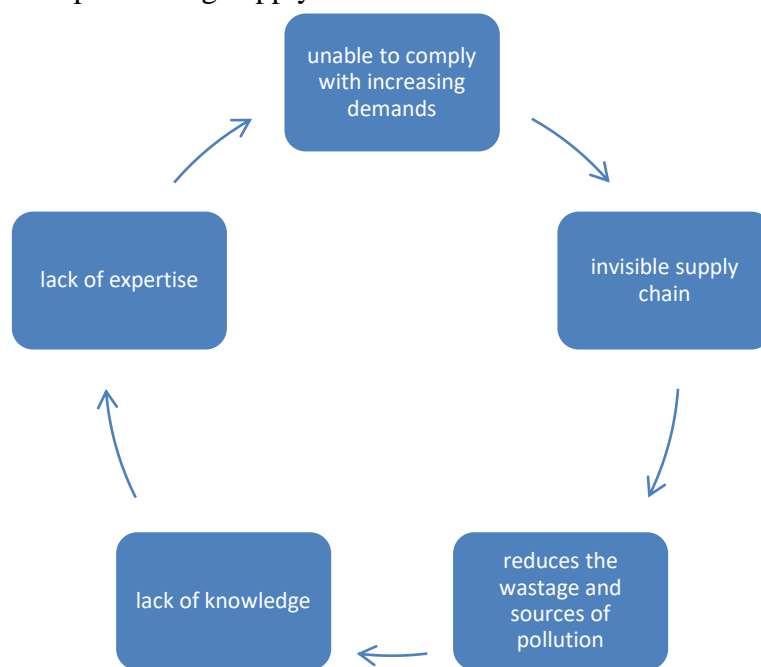 unable to comply
with increasing
demands
invisible supply
chain
reduces the
wastage and
sources of
pollution
lack of knowledge
lack of expertise